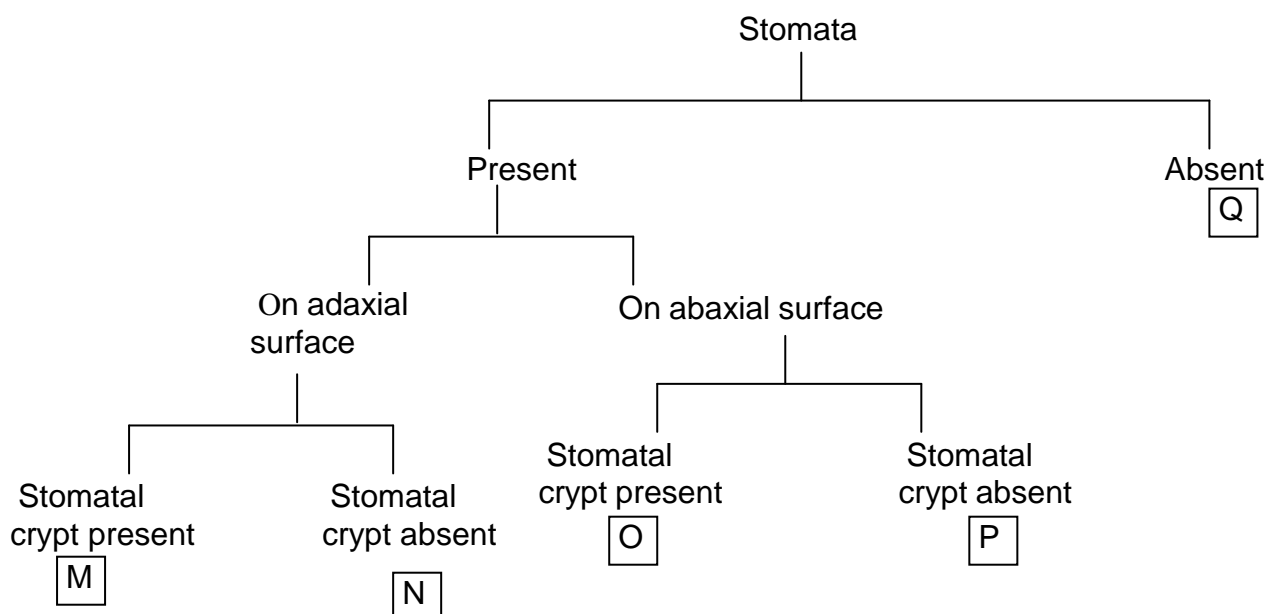 Stomata
Present
Absent
Q
On adaxial
surface
On abaxial surface
Stomatal
crypt present
M
Stomatal
crypt absent
N
Stomatal
crypt present
O
Stomatal
crypt absent
P